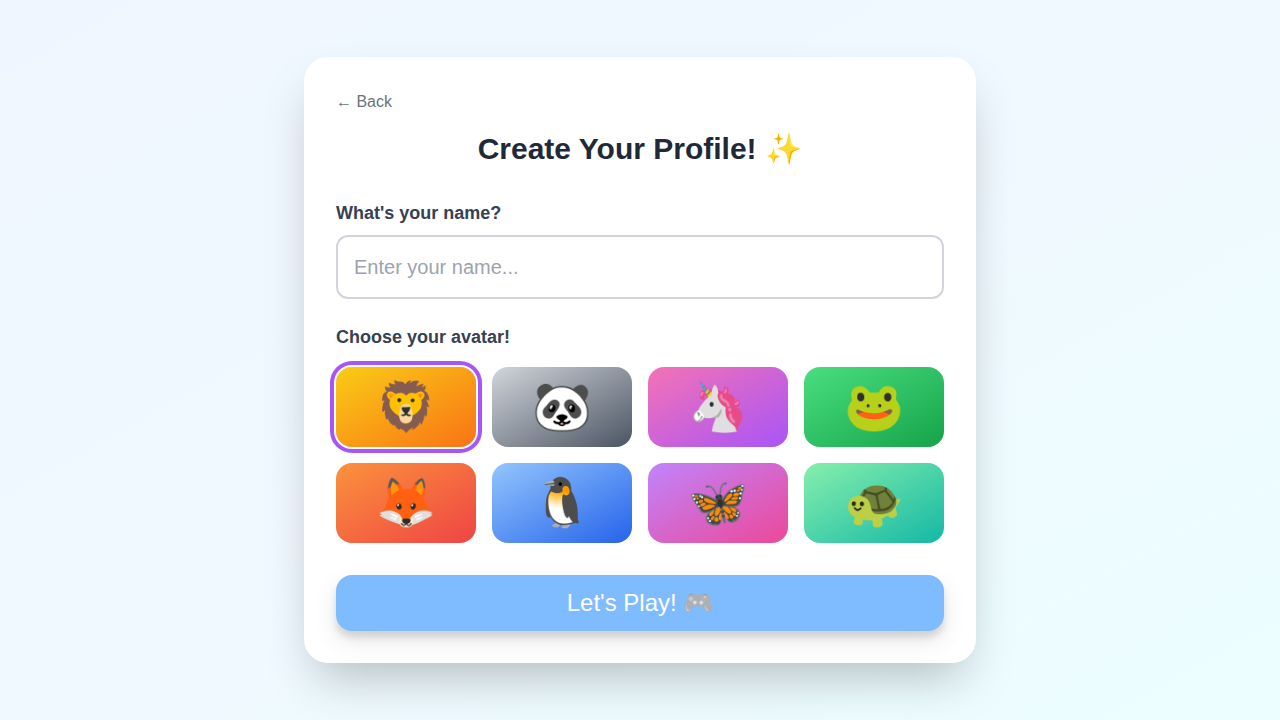 ← Back
Create Your Profile! ✨
What's your name?
Enter your name...
Choose your avatar!
Let's Play! 🎮